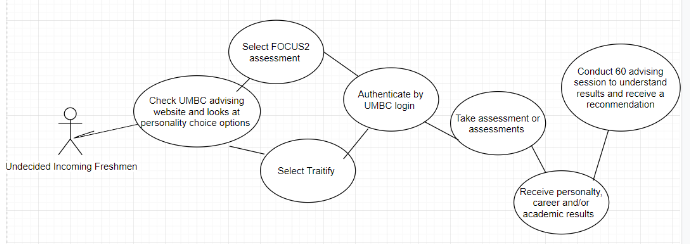 Select FOCUS2
assessment
Check UMBC advising
website and looks at
personality choice options
Undecided Incoming Freshmen
Select Traitify
Authenticate by
UMBC login
Take assessment or
assessments
Conduct 60 advising
session to understand
results and receive a
reconmendation
Receive personalty,
career and/or
academic results